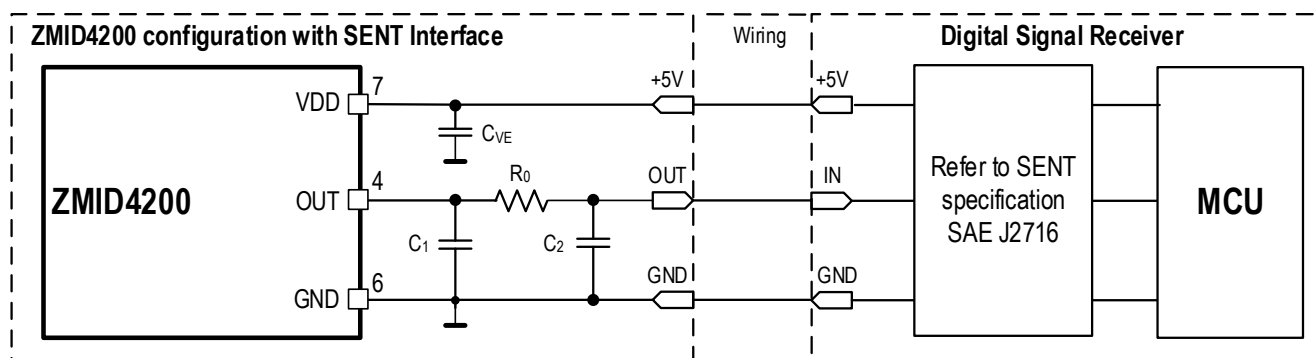 ZMID4200 configuration with SENT Interface
Wiring
Digital Signal Receiver
VDD
7
+5V
+5V
CVE
ZMID4200
OUT
4
R0
OUT
IN
C1
C2
GND
6
GND
GND
Refer to SENT
specification
SAE J2716
MCU